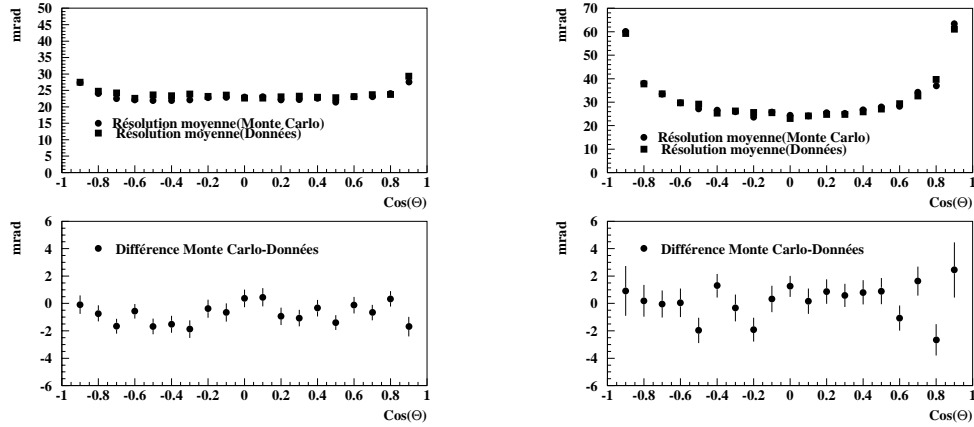 mrad
50
45
40
35
30
25
20
15
10
5
0
Résolution moyenne(Monte Carlo)
Résolution moyenne(Données)
-1 -0.8 -0.6 -0.4 -0.2 0 0.2 0.4 0.6 0.8 1
Cos(Θ)
mrad
70
60
50
40
30
20
10
0
Résolution moyenne(Monte Carlo)
Résolution moyenne(Données)
-1 -0.8 -0.6 -0.4 -0.2 0 0.2 0.4 0.6 0.8 1
Cos(Θ)
mrad
6
4
2
0
-2
-4
-6
Différence Monte Carlo-Données
-1 -0.8 -0.6 -0.4 -0.2 0 0.2 0.4 0.6 0.8 1
Cos(Θ)
mrad
6
4
2
0
-2
-4
-6
Différence Monte Carlo-Données
-1 -0.8 -0.6 -0.4 -0.2 0 0.2 0.4 0.6 0.8 1
Cos(Θ)